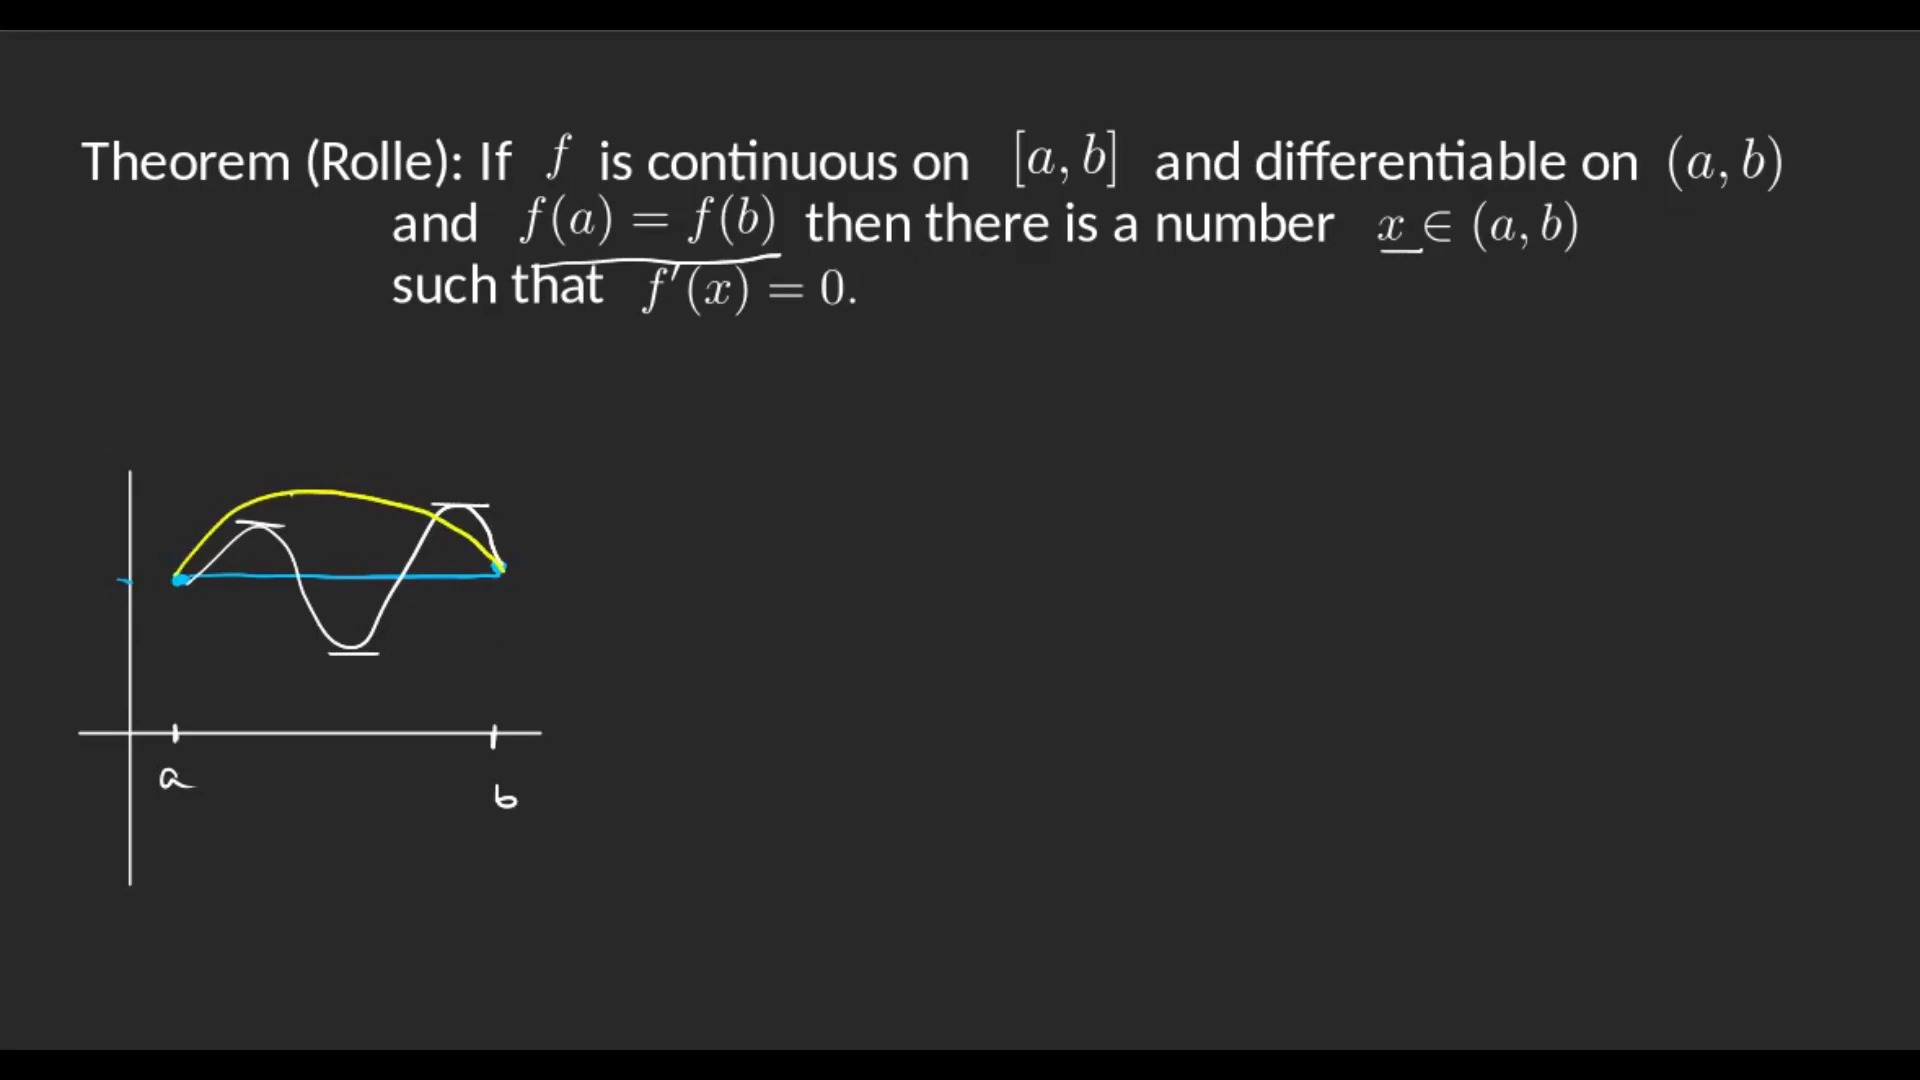 Theorem (Rolle): If f is continuous on [a, b] and differentiable on (a, b)
and f(a) = f(b) then there is a number x ∈ (a, b)
such that f′(x) = 0.
a
b